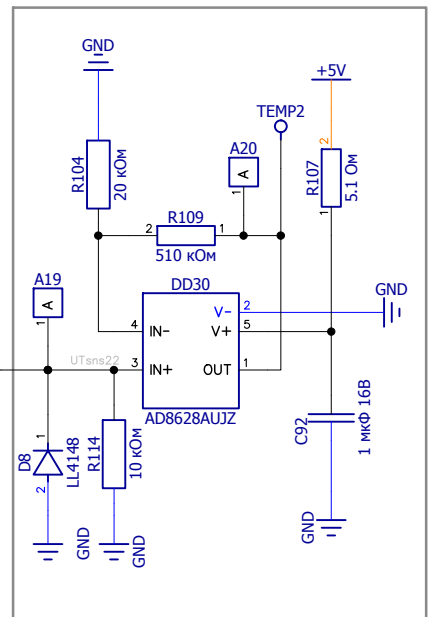 GND
+5V
TEMP2
R104
20 кОм
A20
A
1
2
R107
5.1 Ом
1
R109
2
1
510 кОм
A19
A
1
DD30
V-
2
GND
4
IN-
V+
5
UTsns22
3
IN+
OUT
1
AD8628AUJZ
D8
1
2
LL4148
R114
10 кОм
C92
1 мкФ 16В
GND
GND
GND